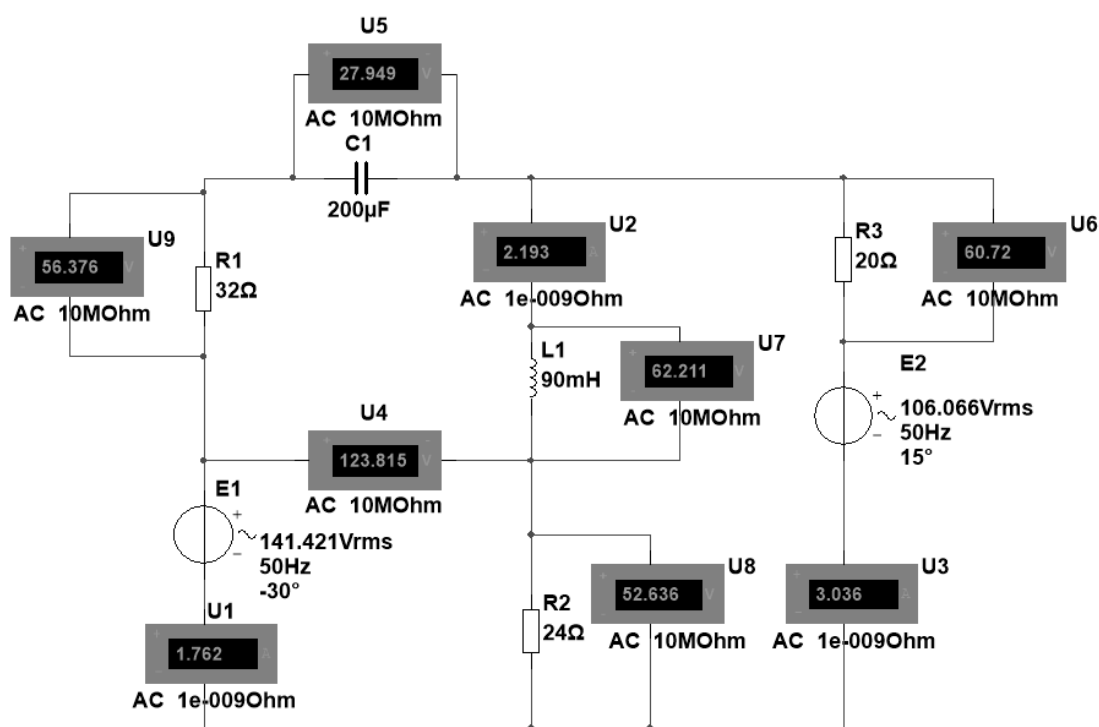 U5
27.949 V
AC 10MOhm
C1
200µF
U9
56.376 V
AC 10MOhm
R1
32Ω
U2
2.193 A
AC 1e-009Ohm
R3
20Ω
U6
60.72 V
AC 10MOhm
L1
90mH
U7
62.211 V
AC 10MOhm
E2
106.066Vrms
50Hz
15°
U4
123.815 V
AC 10MOhm
E1
141.421Vrms
50Hz
-30°
U1
1.762 A
AC 1e-009Ohm
R2
24Ω
U8
52.636 V
AC 10MOhm
U3
3.036 A
AC 1e-009Ohm